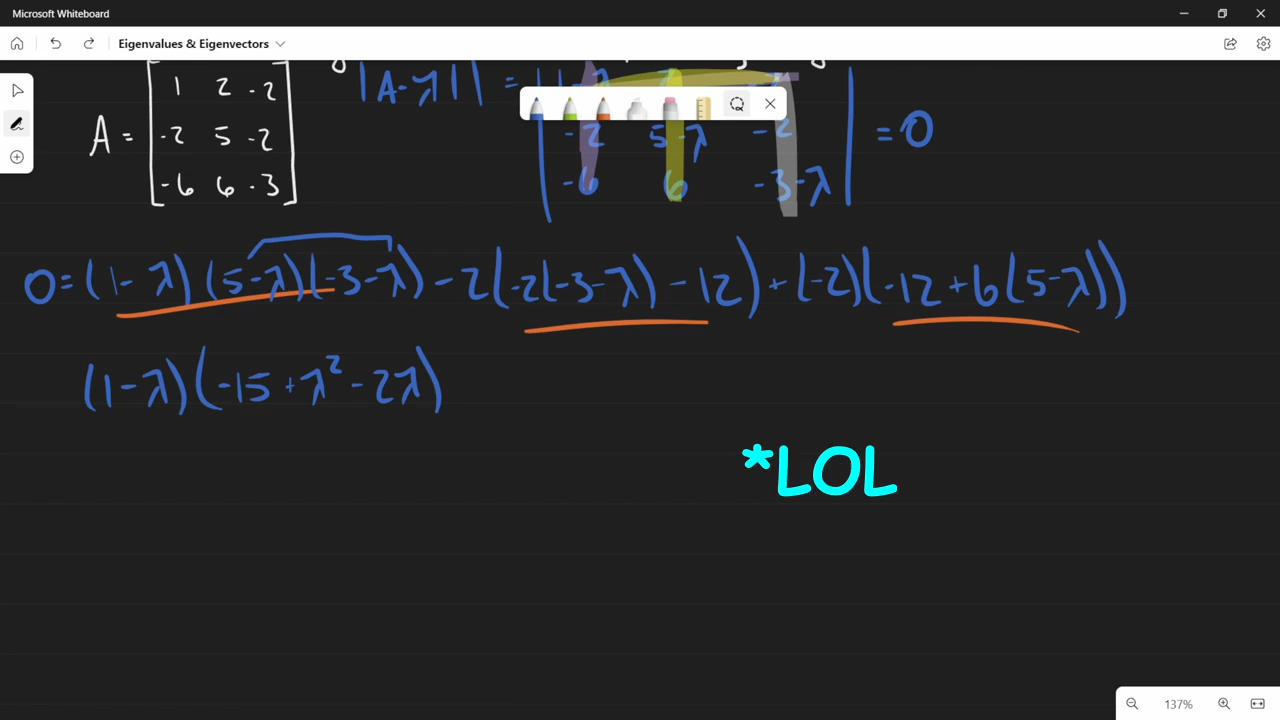 Microsoft Whiteboard
Eigenvalues & Eigenvectors
A = [1 2 -2
-2 5 -2
-6 6 -3]
|A-λI| =
-2 5-λ -2
-6 6 -3-λ
= 0
0 = (1-λ)(5-λ)(-3-λ) - 2(-2(-3-λ) - 12) + (-2)(-12 + 6(5-λ))
(1-λ)(-15 + λ² - 2λ)
*LOL
137%